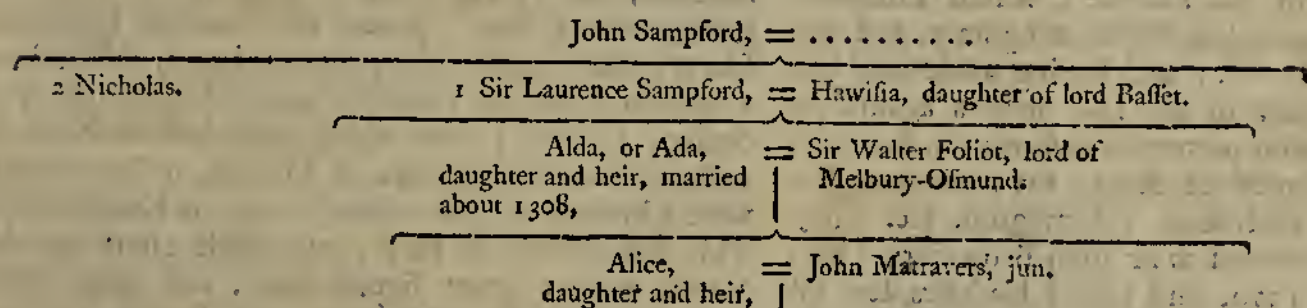 John Sampford, = ..........
2 Nicholas. 1 Sir Laurence Sampford, = Hawiſia, daughter of lord Baſſet.
Alda, or Ada, = Sir Walter Foliot, lord of
daughter and heir, married Melbury-Oſmund.
about 1308,
Alice, = John Matravers, jun.
daughter and heir,